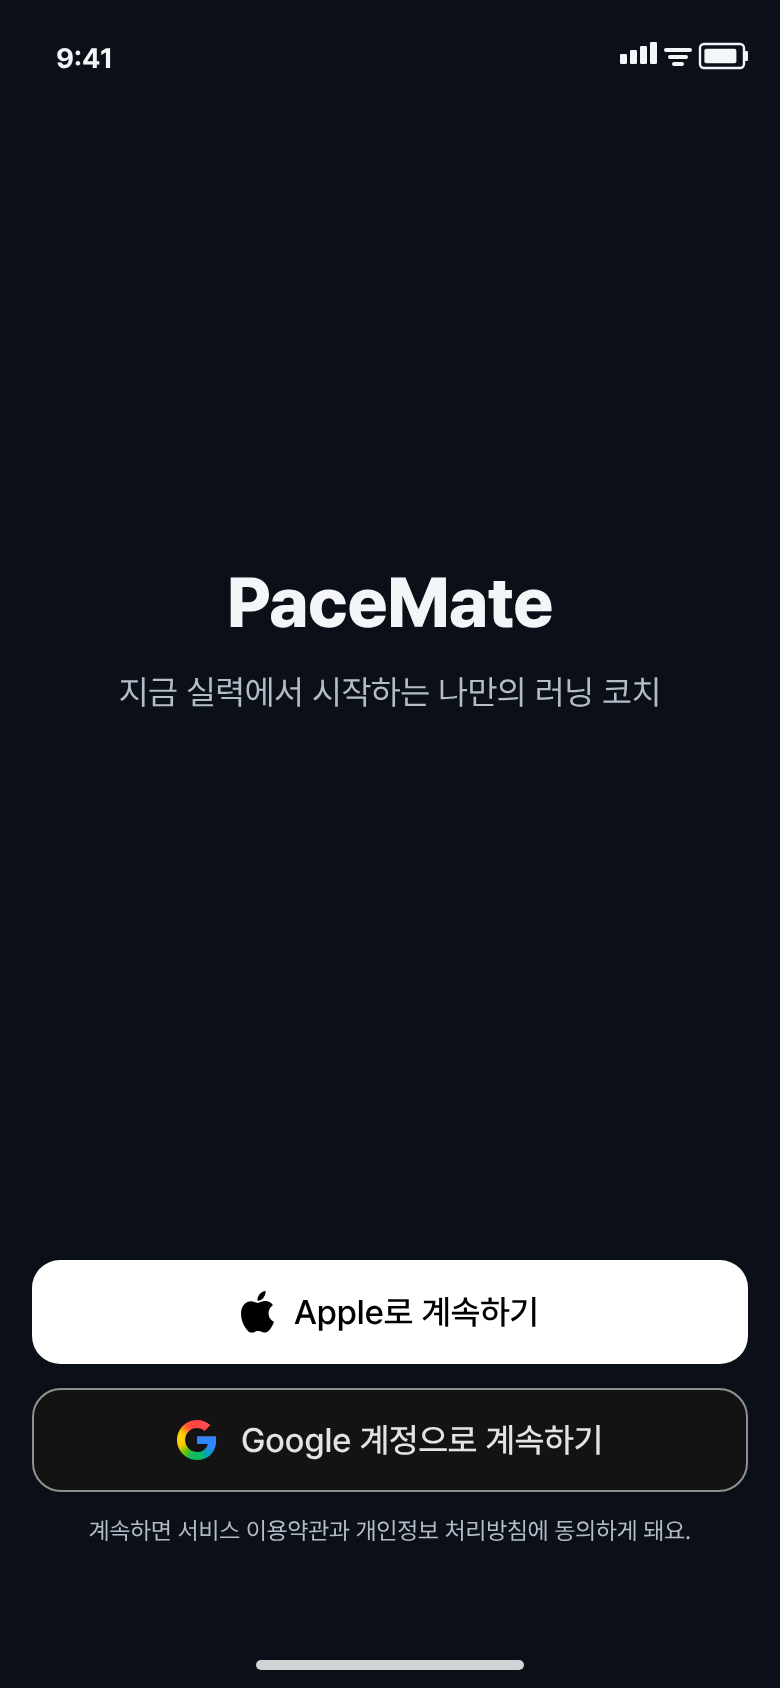 9:41
PaceMate
지금 실력에서 시작하는 나만의 러닝 코치
Apple로 계속하기
Google 계정으로 계속하기
계속하면 서비스 이용약관과 개인정보 처리방침에 동의하게 돼요.